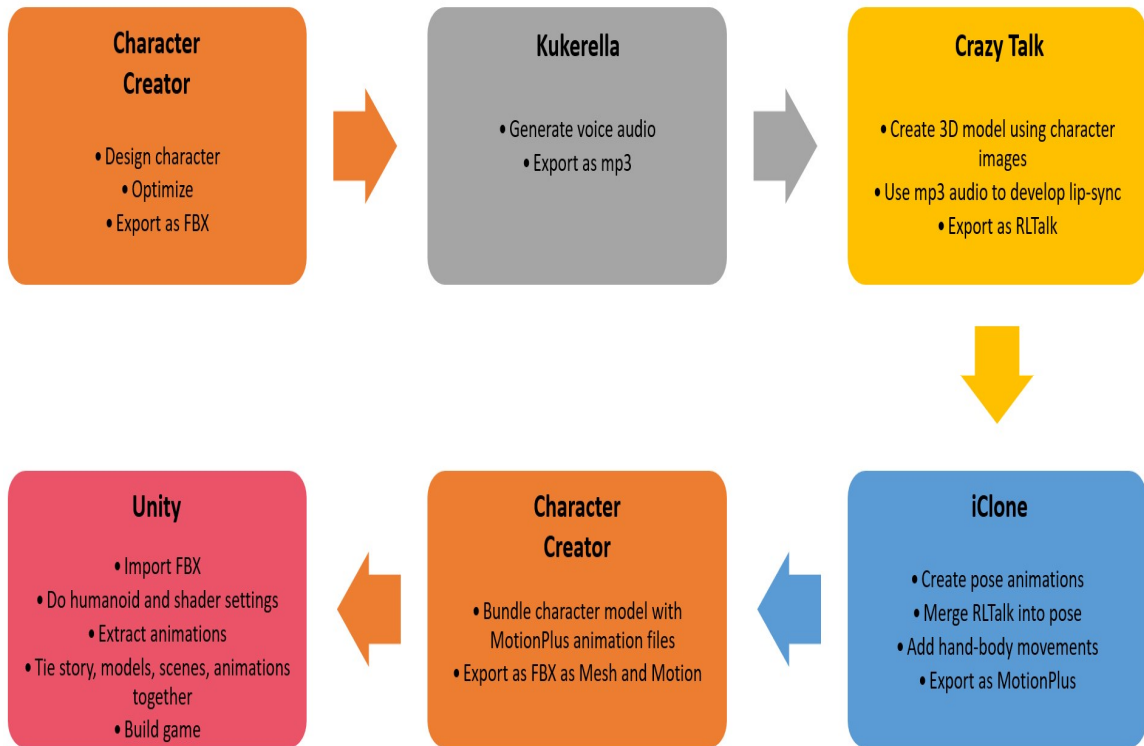 Character
Creator
• Design character
• Optimize
• Export as FBX
Kukerella
• Generate voice audio
• Export as mp3
Crazy Talk
• Create 3D model using character
images
• Use mp3 audio to develop lip-sync
• Export as RLTalk
iClone
• Create pose animations
• Merge RLTalk into pose
• Add hand-body movements
• Export as MotionPlus
Character
Creator
• Bundle character model with
MotionPlus animation files
• Export as FBX as Mesh and Motion
Unity
• Import FBX
• Do humanoid and shader settings
• Extract animations
• Tie story, models, scenes, animations
together
• Build game